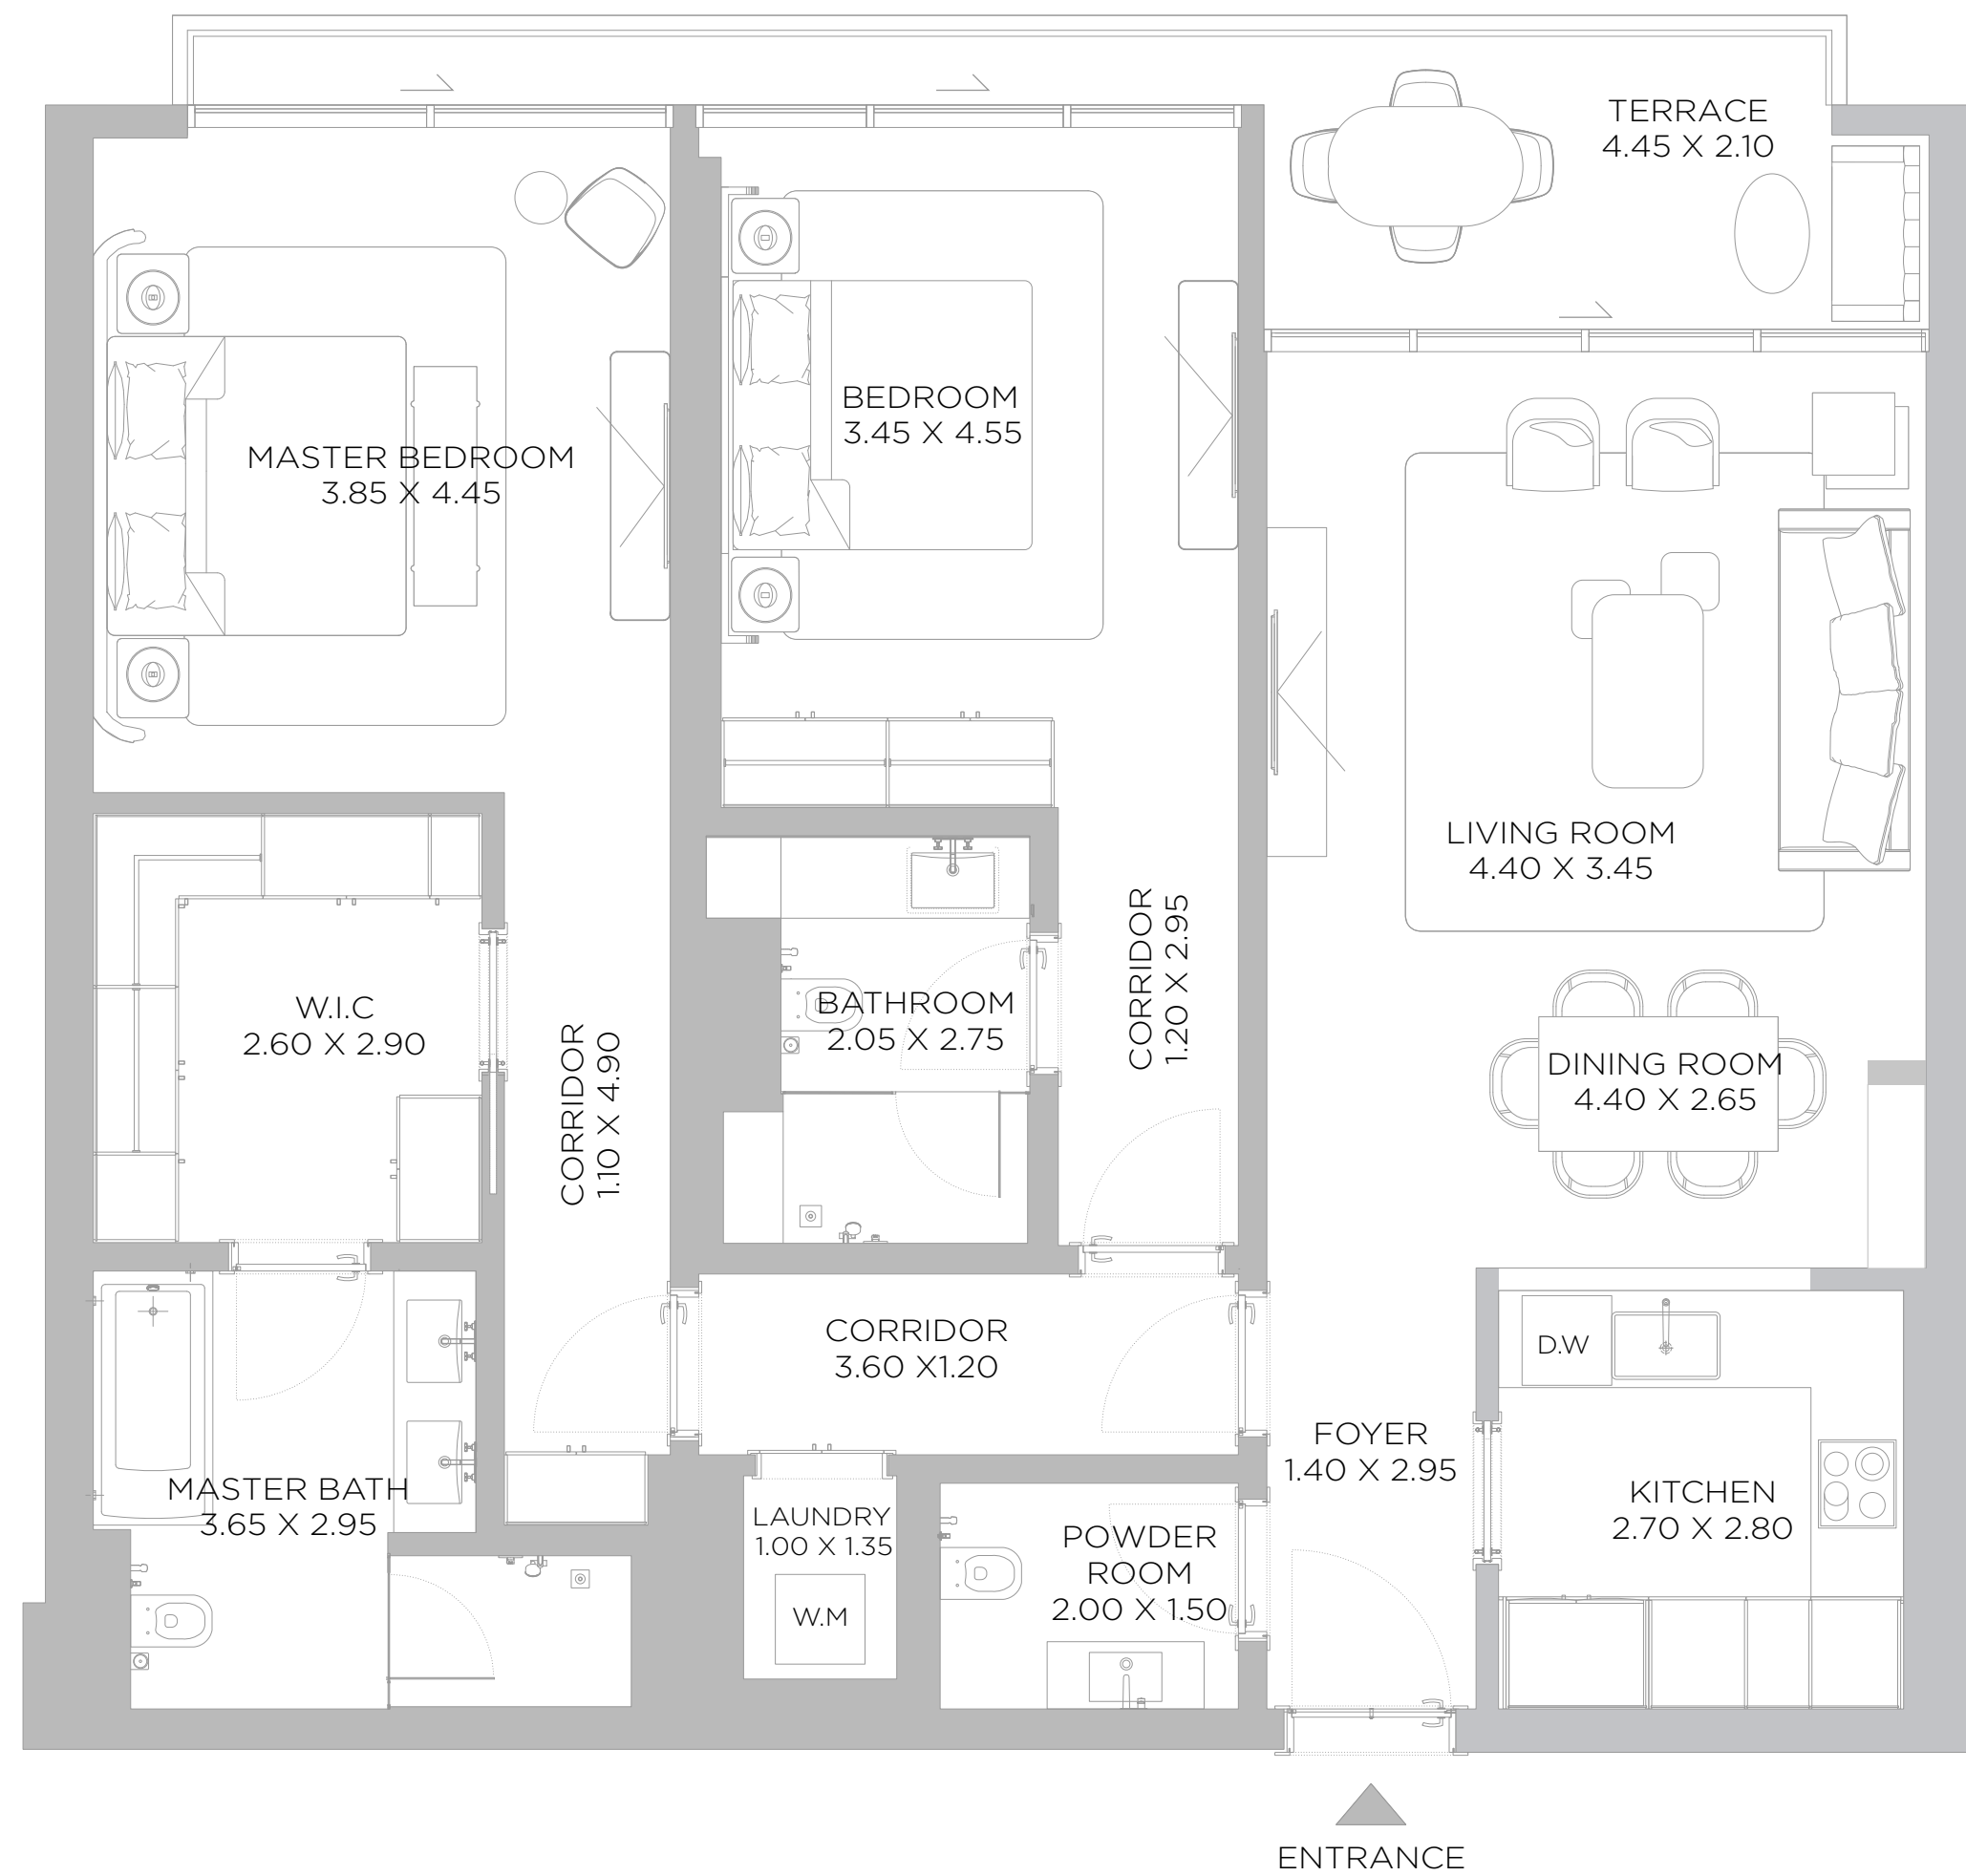 TERRACE
4.45 X 2.10
BEDROOM
3.45 X 4.55
MASTER BEDROOM
3.85 X 4.45
LIVING ROOM
4.40 X 3.45
CORRIDOR
1.20 X 2.95
W.I.C
2.60 X 2.90
BATHROOM
2.05 X 2.75
CORRIDOR
1.10 X 4.90
DINING ROOM
4.40 X 2.65
CORRIDOR
3.60 X1.20
D.W
FOYER
1.40 X 2.95
MASTER BATH
3.65 X 2.95
LAUNDRY
1.00 X 1.35
W.M
POWDER
ROOM
2.00 X 1.50
KITCHEN
2.70 X 2.80
ENTRANCE